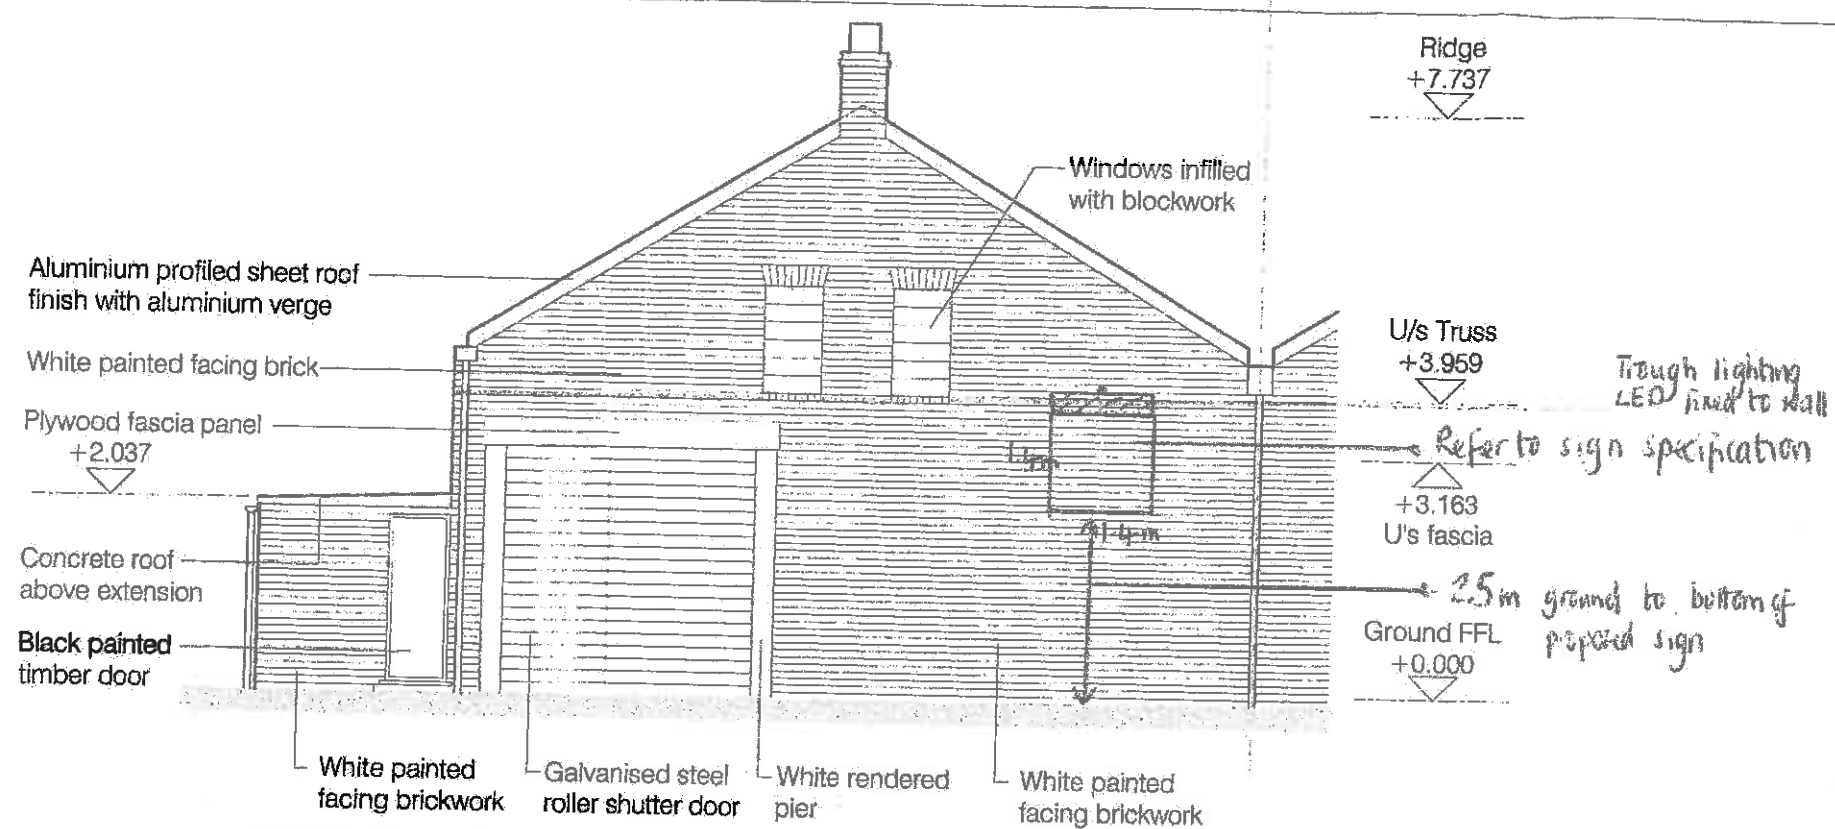 Ridge
+7.737
Windows infilled
with blockwork
Aluminium profiled sheet roof
finish with aluminium verge
U/s Truss
+3.959
Trough lighting
LED fixed to wall
White painted facing brick
Plywood fascia panel
+2.037
Refer to sign specification
+3.163
U's fascia
1.4m
Concrete roof
above extension
2.5m ground to bottom of
proposed sign
Ground FFL
+0.000
Black painted
timber door
White painted
facing brickwork
Galvanised steel
roller shutter door
White rendered
pier
White painted
facing brickwork